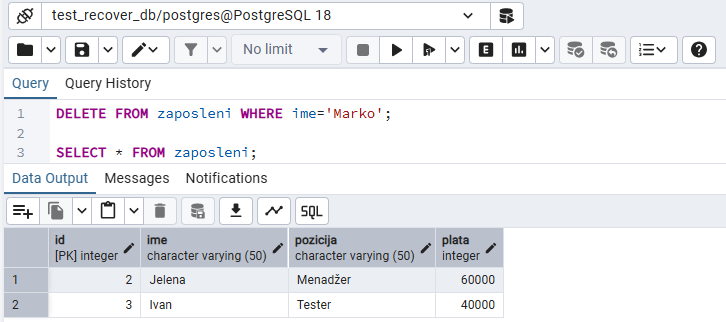 test_recover_db/postgres@PostgreSQL 18
No limit
E
Query Query History
1 DELETE FROM zaposleni WHERE ime='Marko';
2
3 SELECT * FROM zaposleni;
Data Output Messages Notifications
SQL
id ime pozicija plata
[PK] integer character varying (50) character varying (50) integer
1 2 Jelena Menadžer 60000
2 3 Ivan Tester 40000